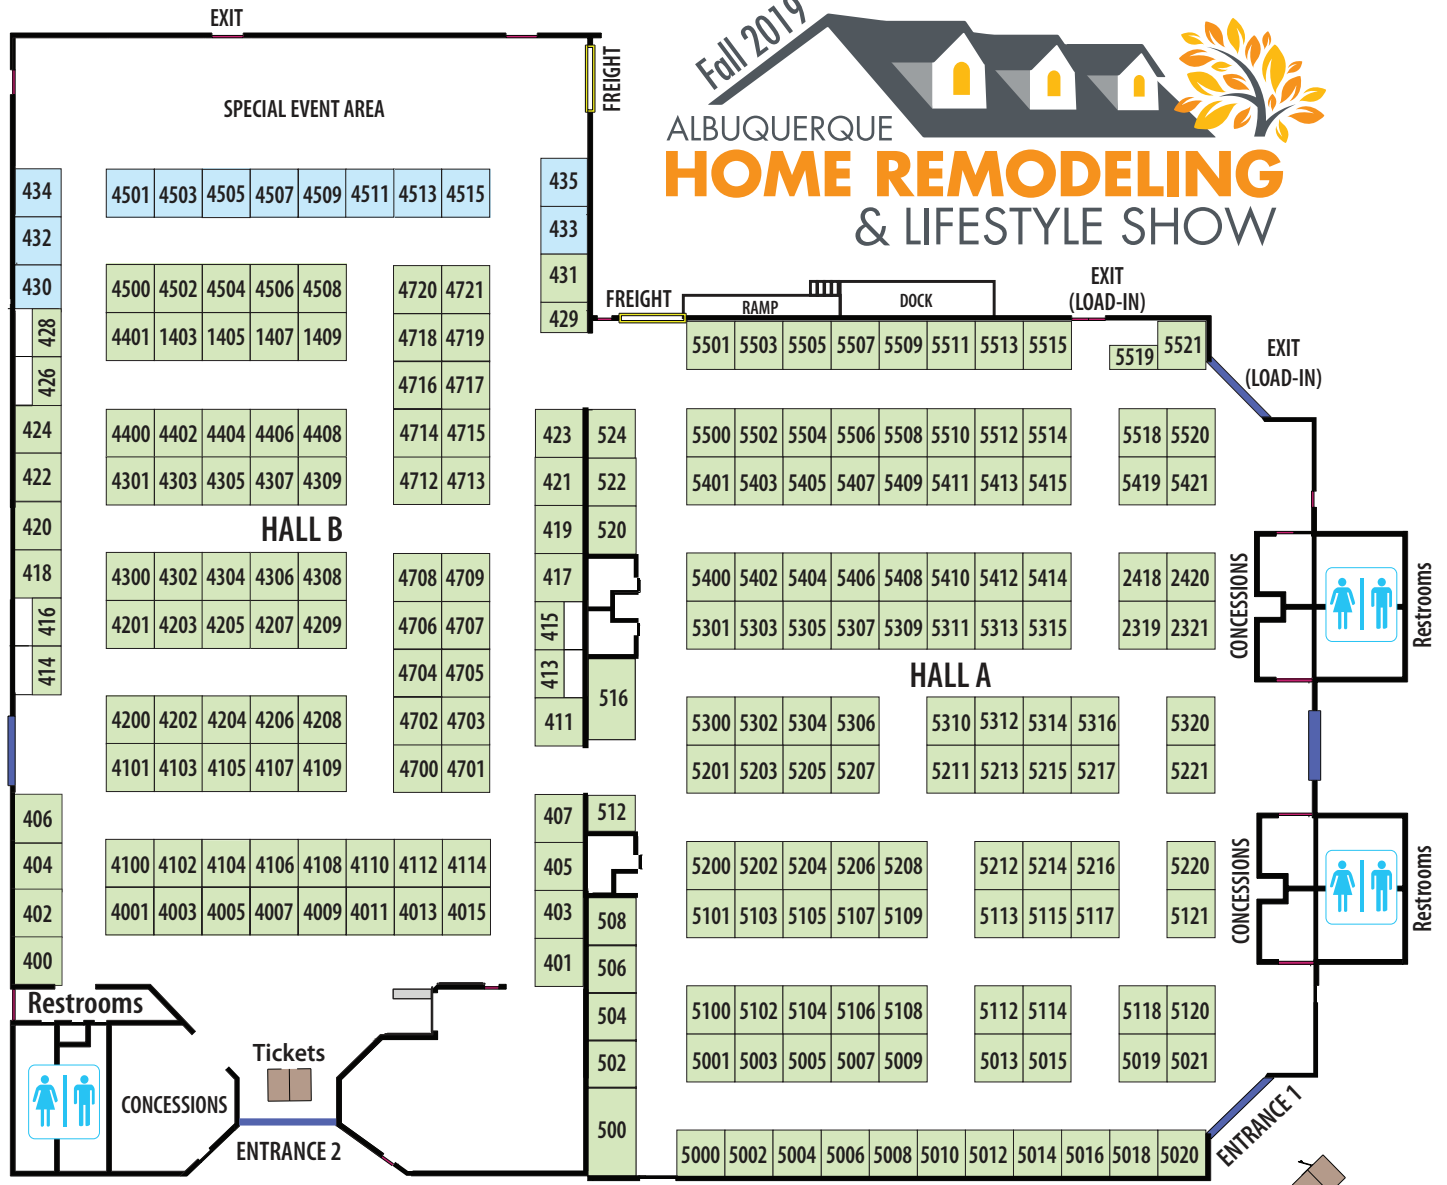 EXIT
Fall 2019
ALBUQUERQUE
HOME REMODELING
& LIFESTYLE SHOW
FREIGHT
SPECIAL EVENT AREA
434
432
430
428
426
424
422
420
418
416
414
406
404
402
400
4501 4503 4505 4507 4509 4511 4513 4515
4500 4502 4504 4506 4508
4401 1403 1405 1407 1409
4400 4402 4404 4406 4408
4301 4303 4305 4307 4309
HALL B
4300 4302 4304 4306 4308
4201 4203 4205 4207 4209
4200 4202 4204 4206 4208
4101 4103 4105 4107 4109
4100 4102 4104 4106 4108 4110 4112 4114
4001 4003 4005 4007 4009 4011 4013 4015
4720 4721
4718 4719
4716 4717
4714 4715
4712 4713
4708 4709
4706 4707
4704 4705
4702 4703
4700 4701
435
433
431
429
423
421
419
417
415
413
411
407
405
403
401
524
522
520
516
512
508
506
504
502
500
Restrooms
CONCESSIONS
Tickets
ENTRANCE 2
FREIGHT
RAMP
DOCK
EXIT
(LOAD-IN)
EXIT
(LOAD-IN)
5501 5503 5505 5507 5509 5511 5513 5515
5519 5521
5500 5502 5504 5506 5508 5510 5512 5514 5518 5520
5401 5403 5405 5407 5409 5411 5413 5415 5419 5421
5400 5402 5404 5406 5408 5410 5412 5414 2418 2420
5301 5303 5305 5307 5309 5311 5313 5315 2319 2321
HALL A
5300 5302 5304 5306 5310 5312 5314 5316 5320
5201 5203 5205 5207 5211 5213 5215 5217 5221
5200 5202 5204 5206 5208 5212 5214 5216 5220
5101 5103 5105 5107 5109 5113 5115 5117 5121
5100 5102 5104 5106 5108 5112 5114 5118 5120
5001 5003 5005 5007 5009 5013 5015 5019 5021
5000 5002 5004 5006 5008 5010 5012 5014 5016 5018 5020
CONCESSIONS
Restrooms
CONCESSIONS
Restrooms
ENTRANCE 1